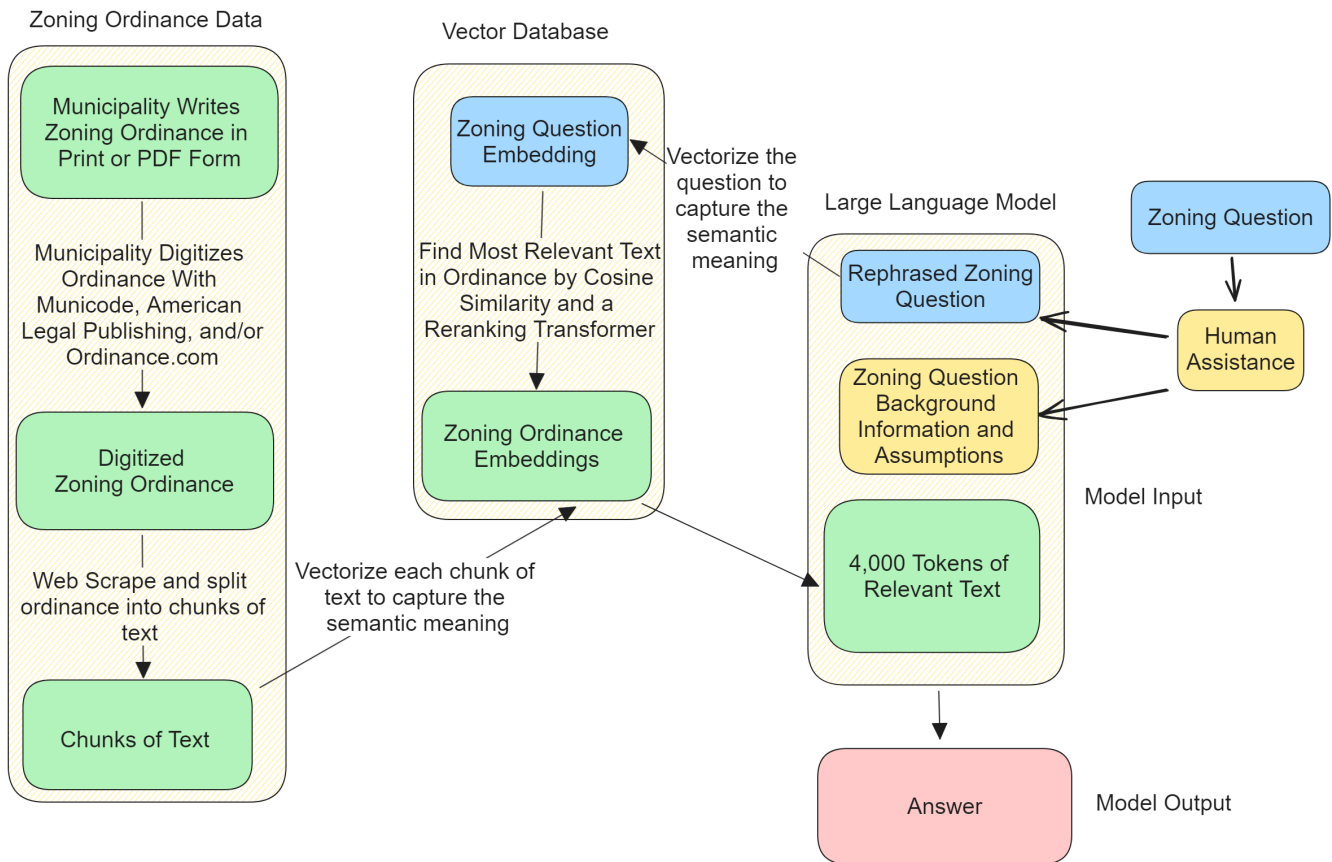 Zoning Ordinance Data
Municipality Writes
Zoning Ordinance in
Print or PDF Form
Municipality Digitizes
Ordinance With
Municode, American
Legal Publishing, and/or
Ordinance.com
Digitized
Zoning Ordinance
Web Scrape and split
ordinance into chunks of
text
Chunks of Text
Vectorize each chunk of
text to capture the
semantic meaning
Vector Database
Zoning Question
Embedding
Find Most Relevant Text
in Ordinance by Cosine
Similarity and a
Reranking Transformer
Zoning Ordinance
Embeddings
Vectorize the
question to
capture the
semantic
meaning
Large Language Model
Rephrased Zoning
Question
Zoning Question
Background
Information and
Assumptions
4,000 Tokens of
Relevant Text
Zoning Question
Human
Assistance
Model Input
Answer
Model Output